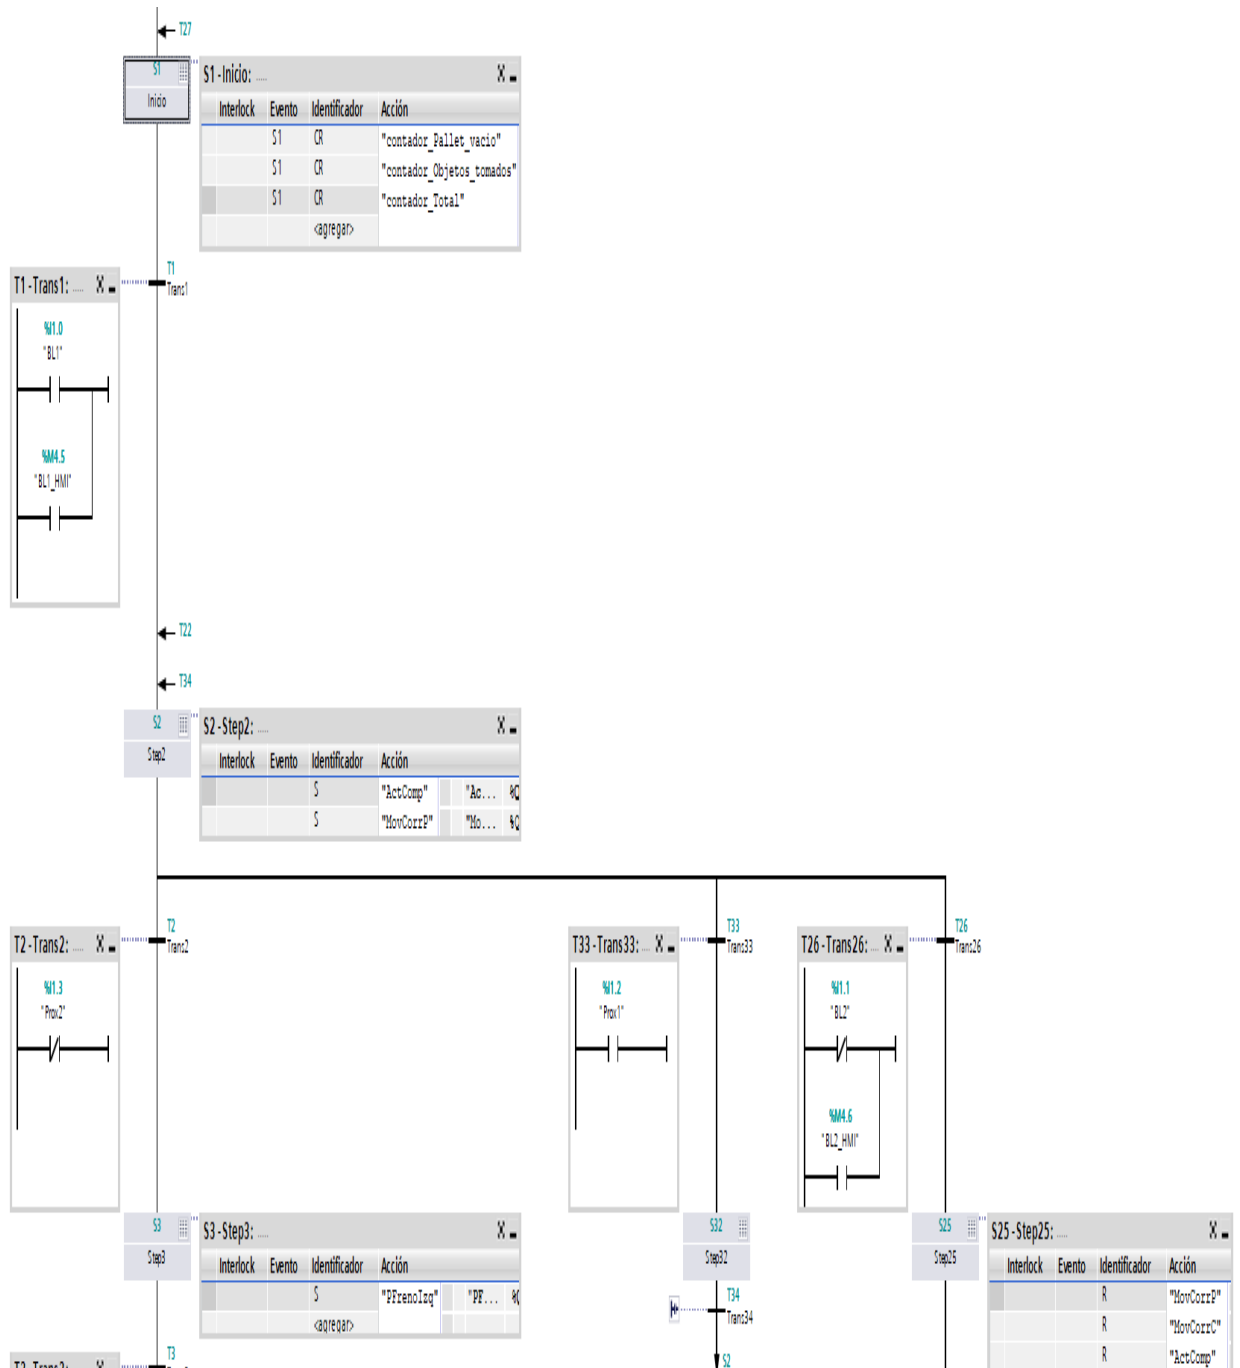 T27
S1
Inicio
S1 - Inicio: .....
Interlock Evento Identificador Acción
S1 CR "contador_Pallet_vacio"
S1 CR "contador_Objetos_tomados"
S1 CR "contador_Total"
<agregar>
T1
Trans1
T1 - Trans1: .....
%I1.0
"BL1"
%M4.5
"BL1_HMI"
T22
T34
S2
Step2
S2 - Step2: .....
Interlock Evento Identificador Acción
S "ActComp" "Ac... %Q
S "MovCorrP" "Mo... %Q
T2
Trans2
T2 - Trans2: .....
%I1.3
"Prox2"
T33
Trans33
T33 - Trans33: ...
%I1.2
"Prox1"
T26
Trans26
T26 - Trans26: ...
%I1.1
"BL2"
%M4.6
"BL2_HMI"
S3
Step3
S3 - Step3: .....
Interlock Evento Identificador Acción
S "PFrenoIzq" "PF...
<agregar>
S32
Step32
T34
Trans34
S2
S25
Step25
S25 - Step25: .....
Interlock Evento Identificador Acción
R "MovCorrP"
R "MovCorrC"
R "ActComp"
T3